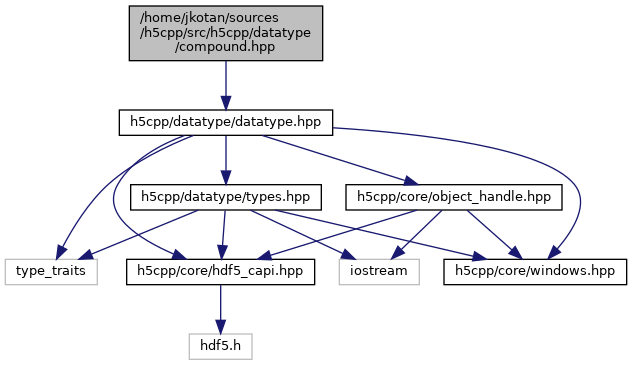 /home/jkotan/sources
/h5cpp/src/h5cpp/datatype
/compound.hpp
h5cpp/datatype/datatype.hpp
h5cpp/datatype/types.hpp
h5cpp/core/object_handle.hpp
type_traits
h5cpp/core/hdf5_capi.hpp
iostream
h5cpp/core/windows.hpp
hdf5.h